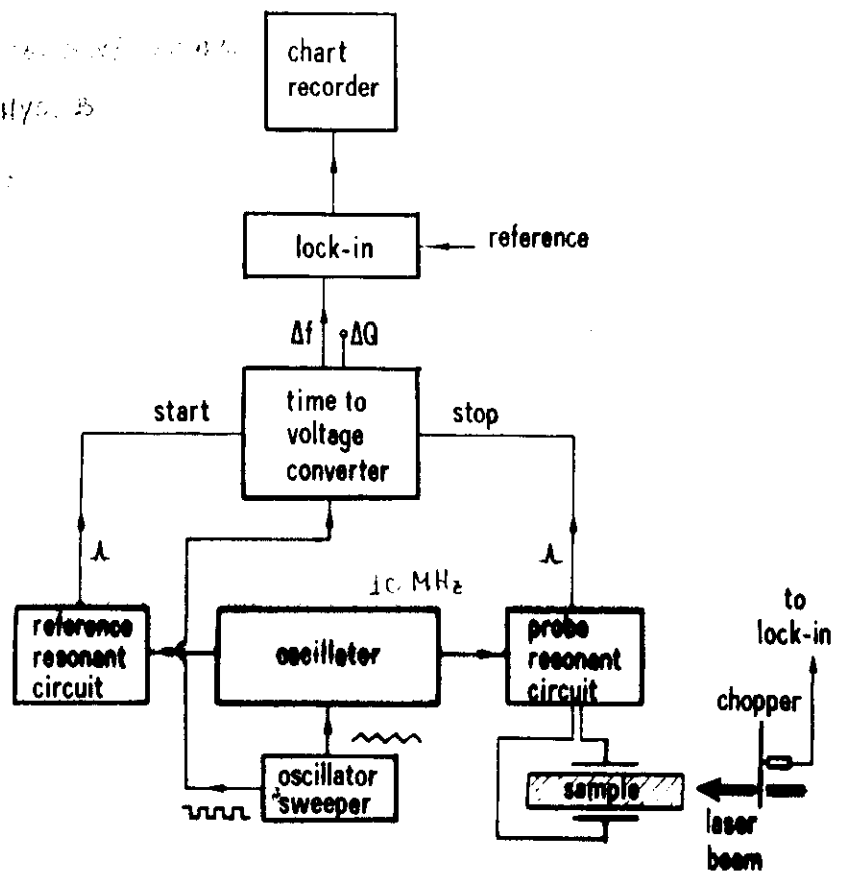 chart
recorder
lock-in
reference
Δf
ΔQ
start
time to
voltage
converter
stop
10 MHz
reference
resonant
circuit
oscillator
probe
resonant
circuit
to
lock-in
chopper
oscillator
sweeper
sample
laser
beam